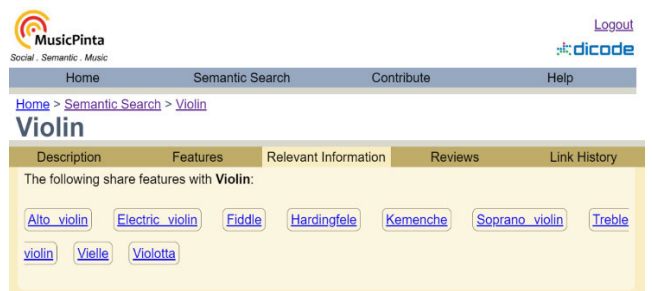 MusicPinta
Social . Semantic . Music
Logout
dicode
Home Semantic Search Contribute Help
Home > Semantic Search > Violin
Violin
Description Features Relevant Information Reviews Link History
The following share features with Violin:
Alto violin Electric violin Fiddle Hardingfele Kemenche Soprano violin Treble
violin Vielle Violotta